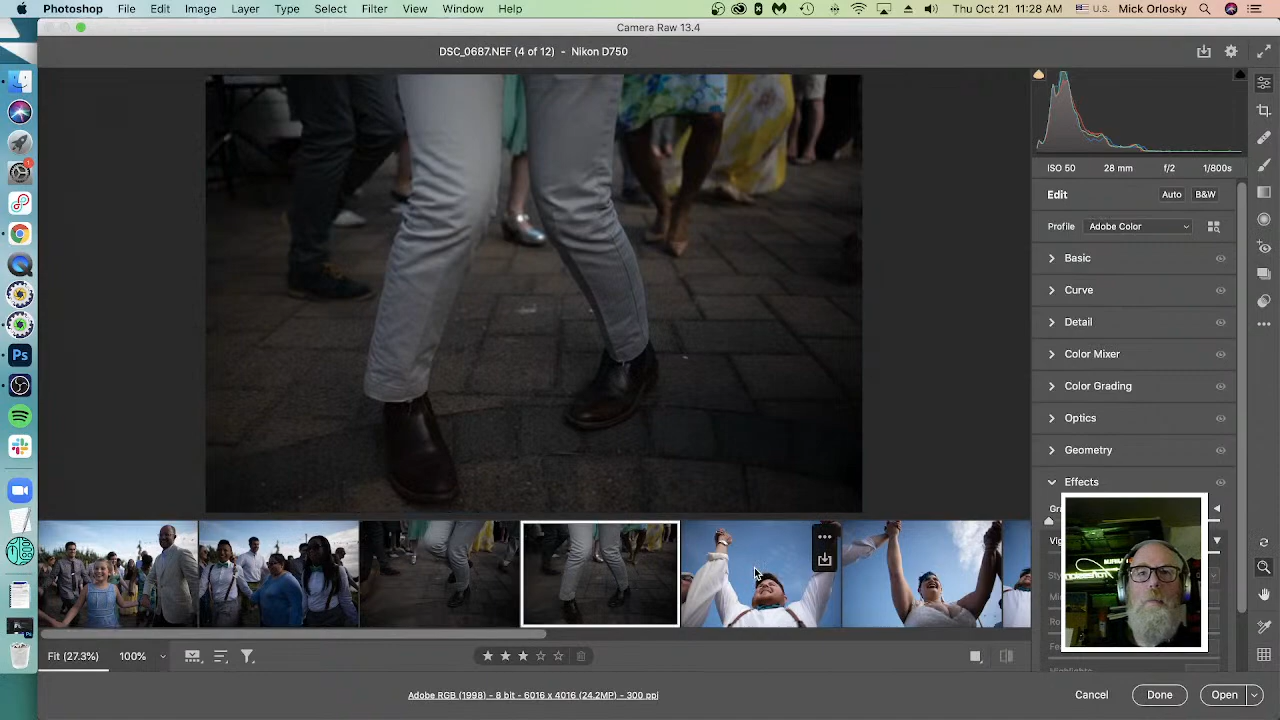 Photoshop File Edit Image Layer Type Select Filter View Window Help Thu Oct 21 11:28 AM U.S. Mick Orlosky
Camera Raw 13.4
DSC_0687.NEF (4 of 12) - Nikon D750
ISO 50 28 mm f/2 1/800s
Edit Auto B&W
Profile Adobe Color
Basic
Curve
Detail
Color Mixer
Color Grading
Optics
Geometry
Effects
Fit (27.3%) 100%
Adobe RGB (1998) - 8 bit - 6016 x 4016 (24.2MP) - 300 ppi
Cancel Done Open